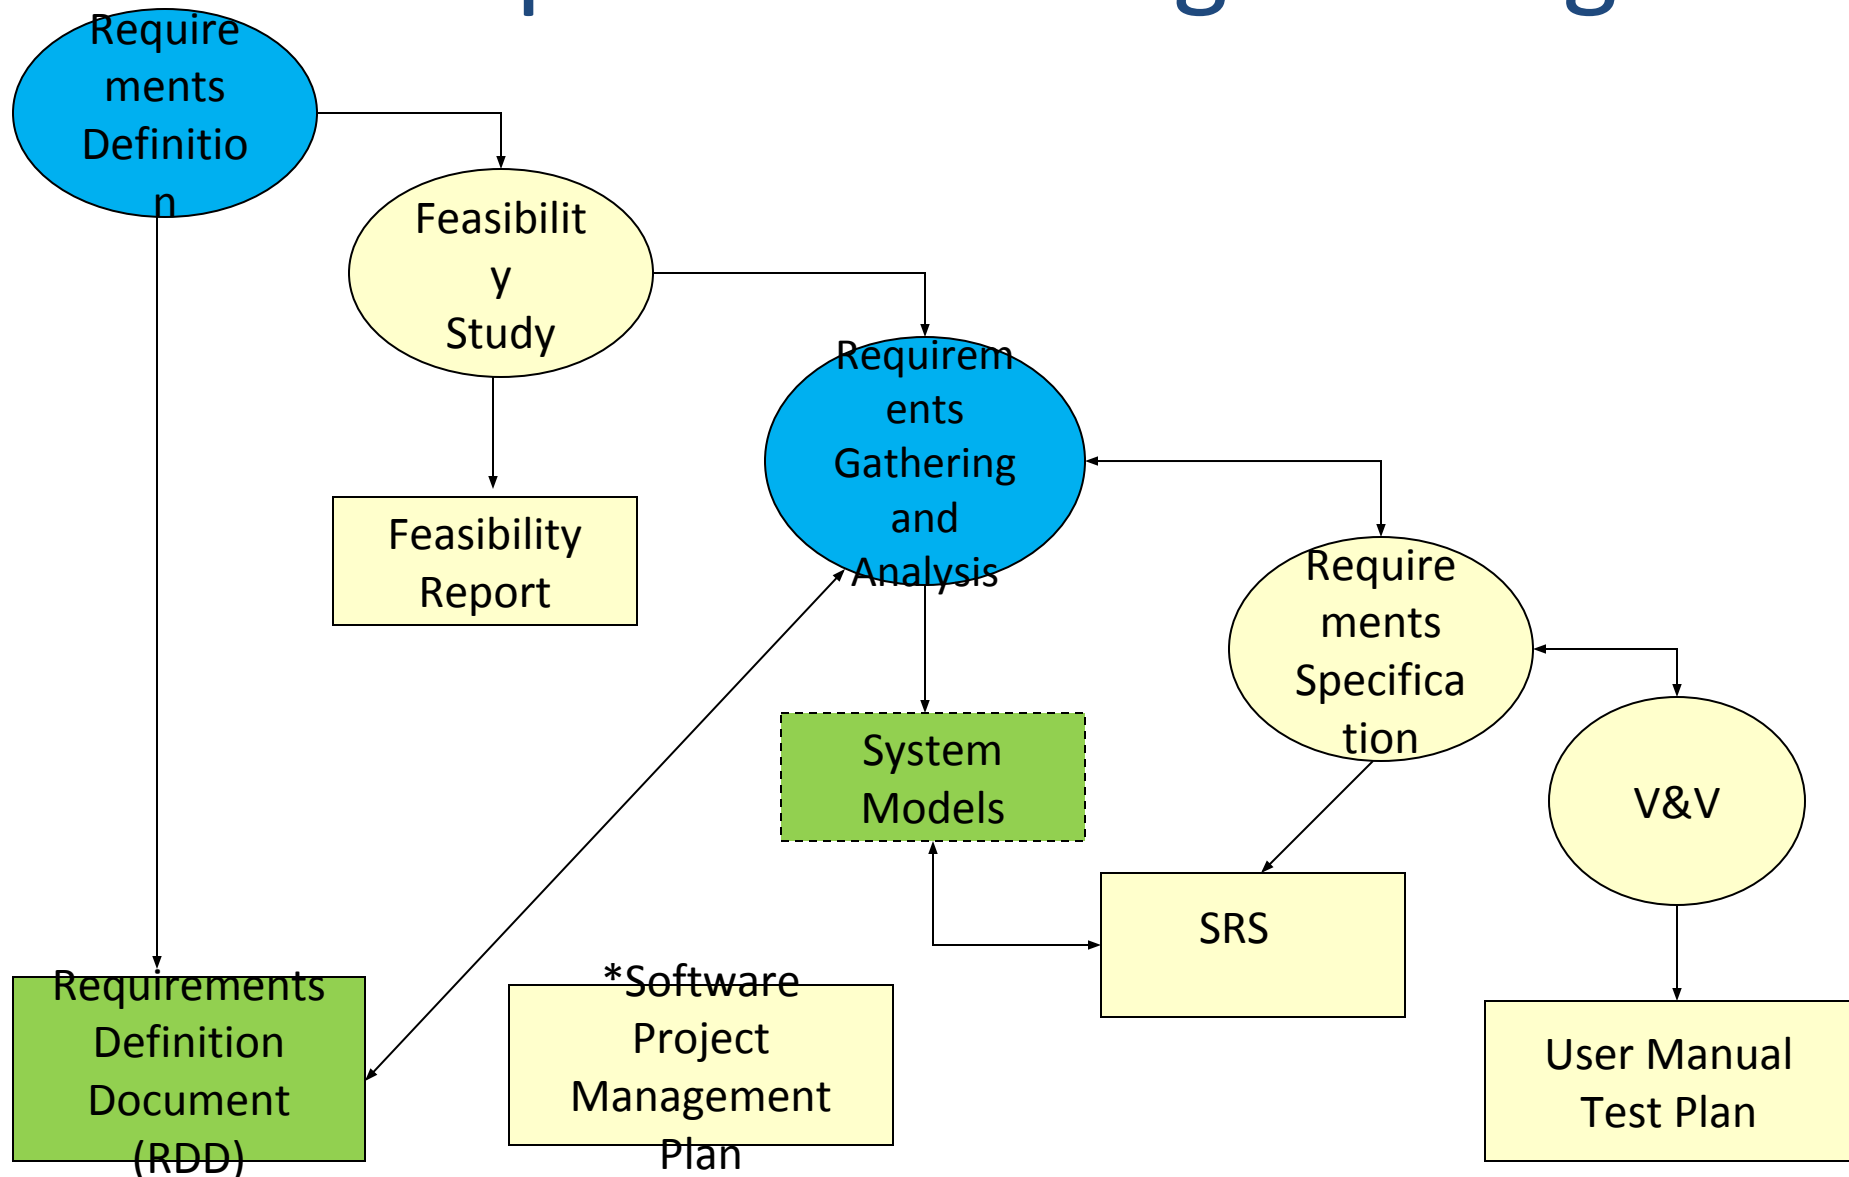 Require
ments
Definitio
n
Feasibilit
y
Study
Requirem
ents
Gathering
and
Analysis
Feasibility
Report
Require
ments
Specifica
tion
System
Models
V&V
SRS
Requirements
Definition
Document
(RDD)
*Software
Project
Management
Plan
User Manual
Test Plan